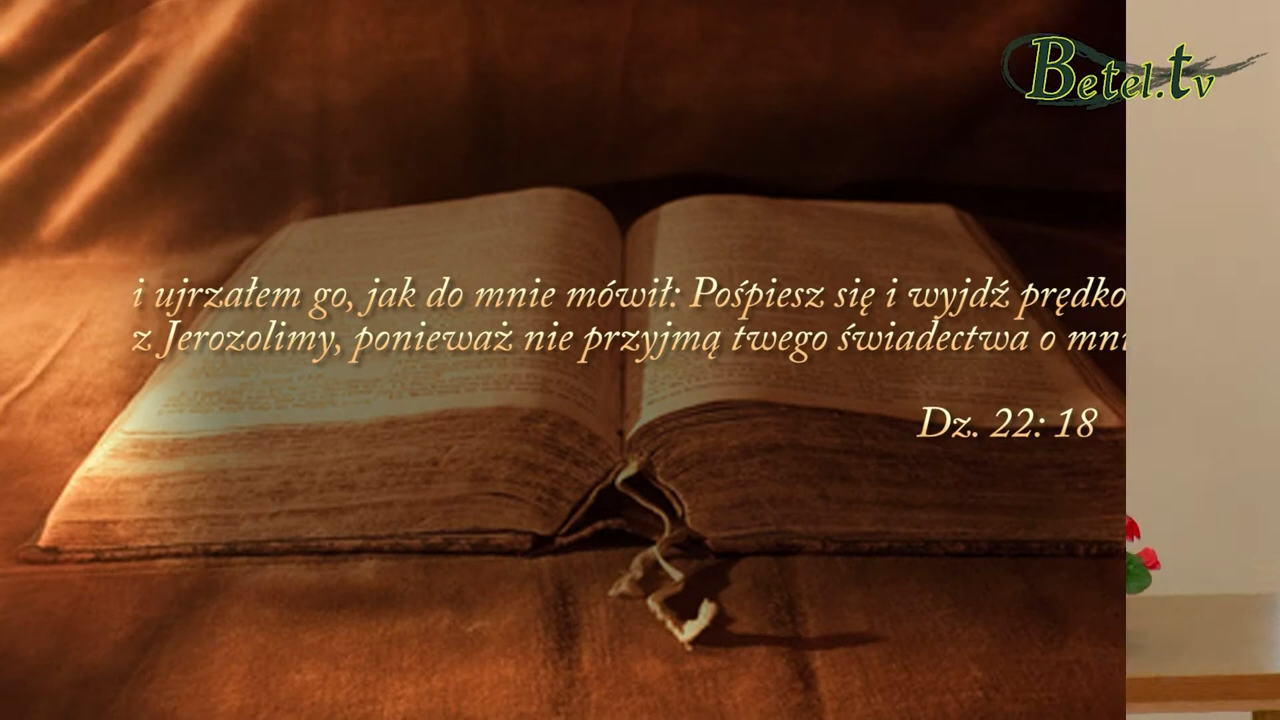 Betel.tv
i ujrzałem go, jak do mnie mówił: Pośpiesz się i wyjdź prędko
z Jerozolimy, ponieważ nie przyjmą twego świadectwa o
Dz. 22: 18